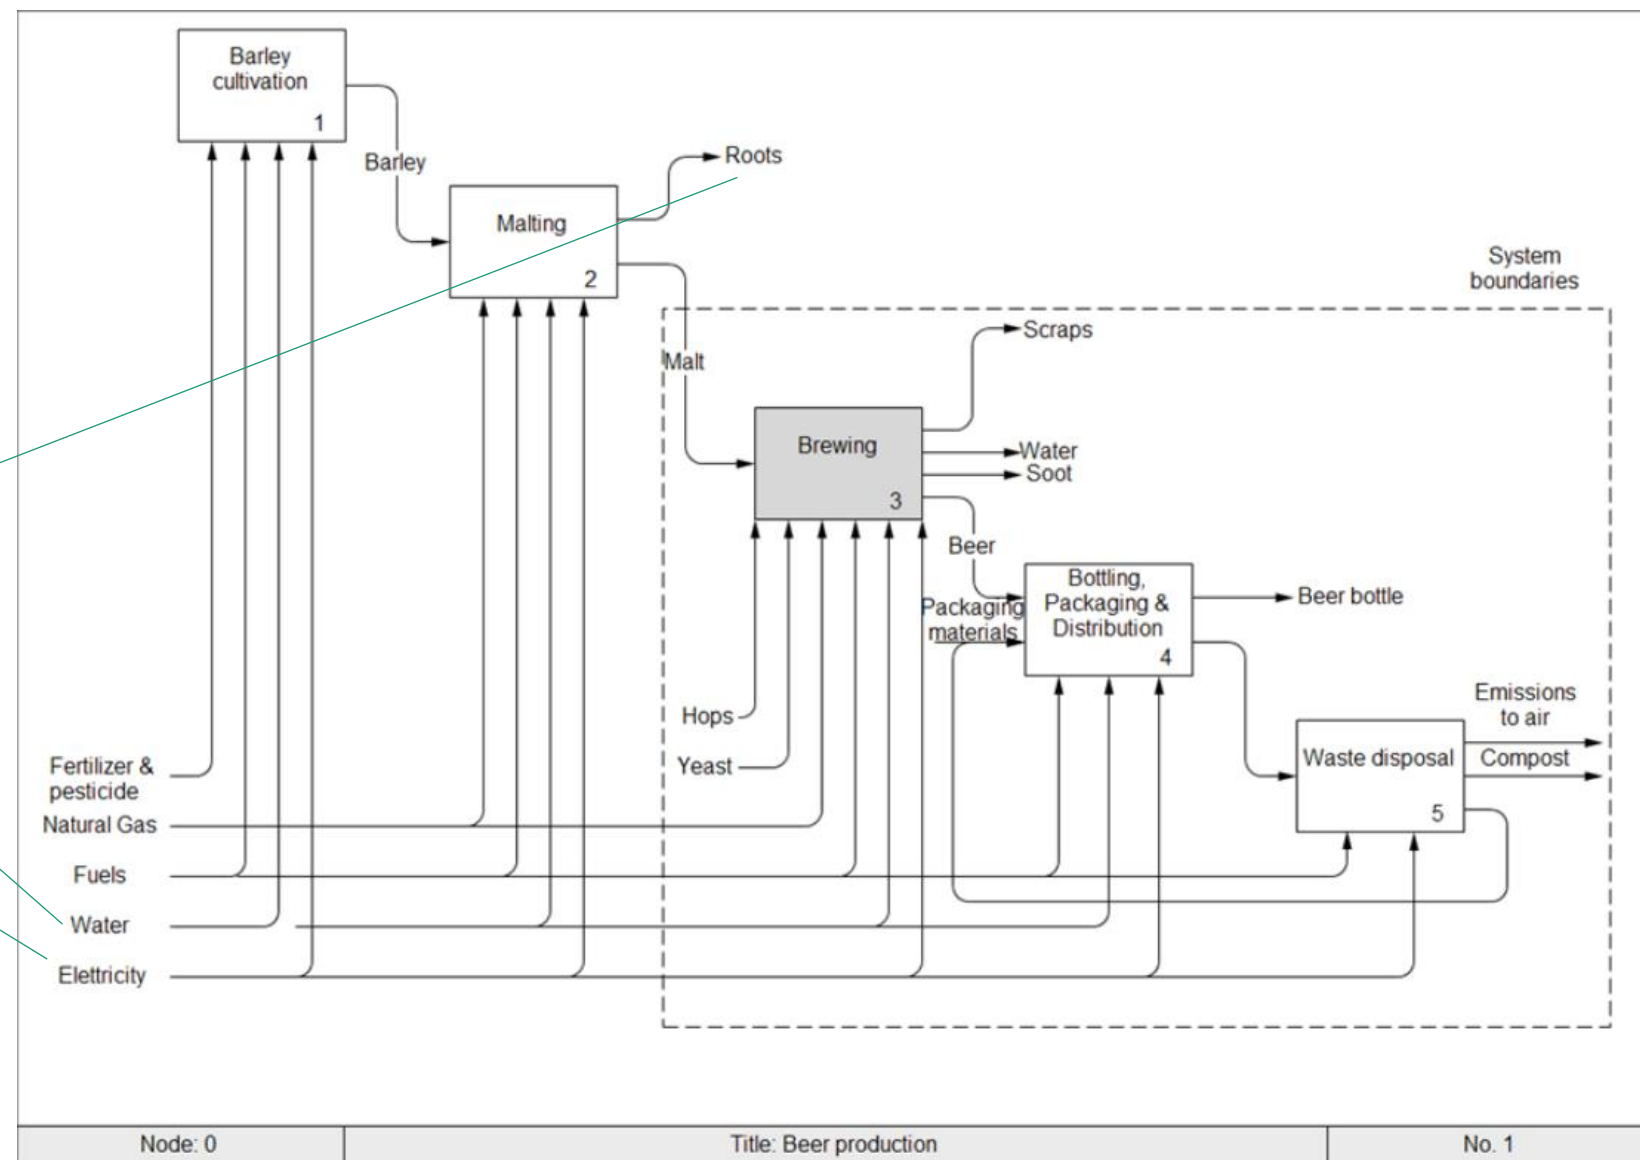 Barley
cultivation
1
Barley
Roots
Malting
2
System
boundaries
Scraps
Malt
Brewing
3
Water
Soot
Beer
Bottling,
Packaging &
Distribution
4
Packaging
materials
Beer bottle
Hops
Yeast
Emissions
to air
Compost
Waste disposal
5
Fertilizer &
pesticide
Natural Gas
Fuels
Water
Elettricity
Node: 0
Title: Beer production
No. 1